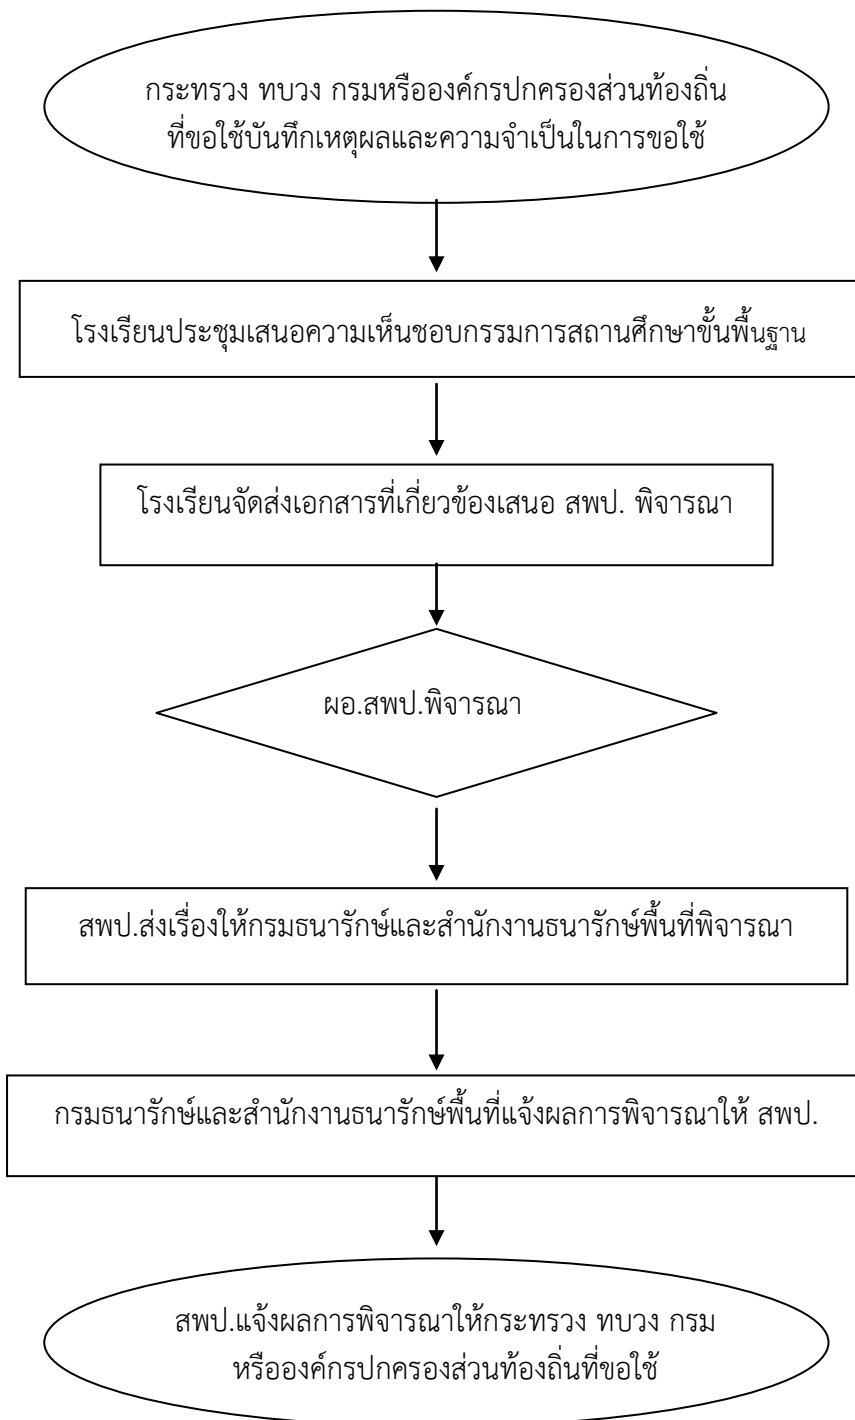 กระทรวง ทบวง กรมหรือองค์กรปกครองส่วนท้องถิ่น
ที่ขอใช้บันทึกเหตุผลและความจำเป็นในการขอใช้
โรงเรียนประชุมเสนอความเห็นชอบกรรมการสถานศึกษาขั้นพื้นฐาน
โรงเรียนจัดส่งเอกสารที่เกี่ยวข้องเสนอ สพป. พิจารณา
ผอ.สพป.พิจารณา
สพป.ส่งเรื่องให้กรมธนารักษ์และสำนักงานธนารักษ์พื้นที่พิจารณา
กรมธนารักษ์และสำนักงานธนารักษ์พื้นที่แจ้งผลการพิจารณาให้ สพป.
สพป.แจ้งผลการพิจารณาให้กระทรวง ทบวง กรม
หรือองค์กรปกครองส่วนท้องถิ่นที่ขอใช้